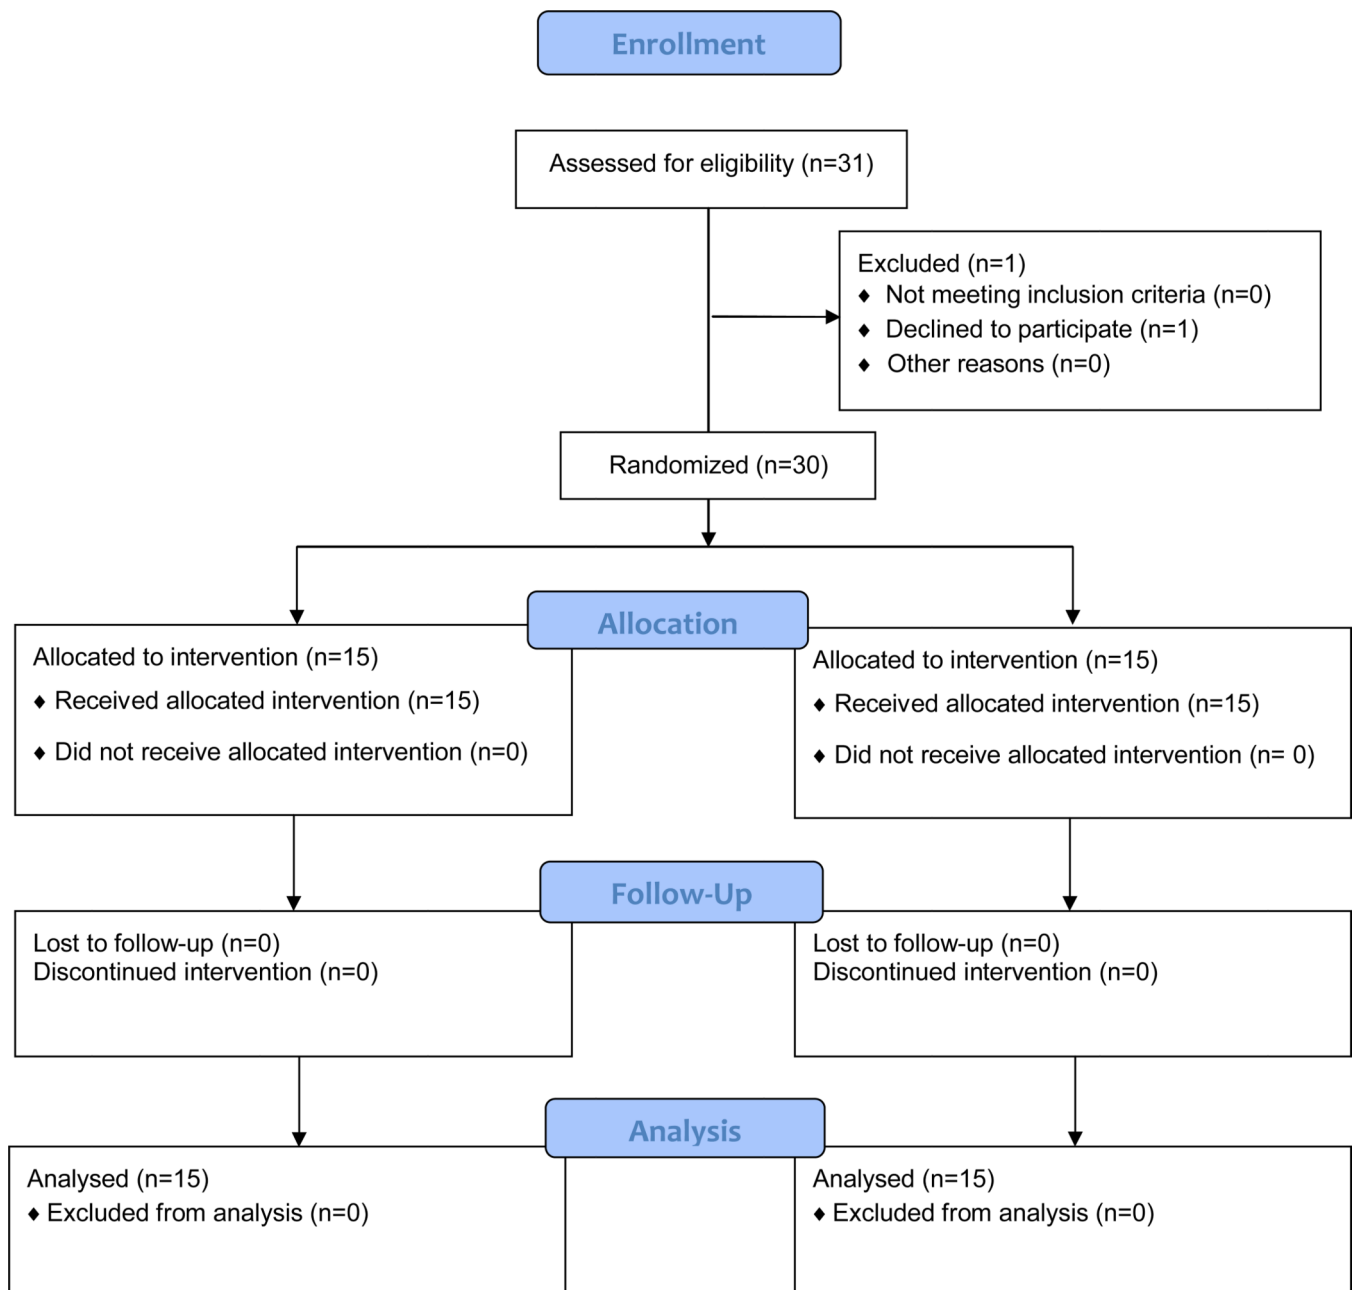 Enrollment
Assessed for eligibility (n=31)
Excluded (n=1)
♦ Not meeting inclusion criteria (n=0)
♦ Declined to participate (n=1)
♦ Other reasons (n=0)
Randomized (n=30)
Allocation
Allocated to intervention (n=15)
♦ Received allocated intervention (n=15)
♦ Did not receive allocated intervention (n=0)
Allocated to intervention (n=15)
♦ Received allocated intervention (n=15)
♦ Did not receive allocated intervention (n= 0)
Follow-Up
Lost to follow-up (n=0)
Discontinued intervention (n=0)
Lost to follow-up (n=0)
Discontinued intervention (n=0)
Analysis
Analysed (n=15)
♦ Excluded from analysis (n=0)
Analysed (n=15)
♦ Excluded from analysis (n=0)